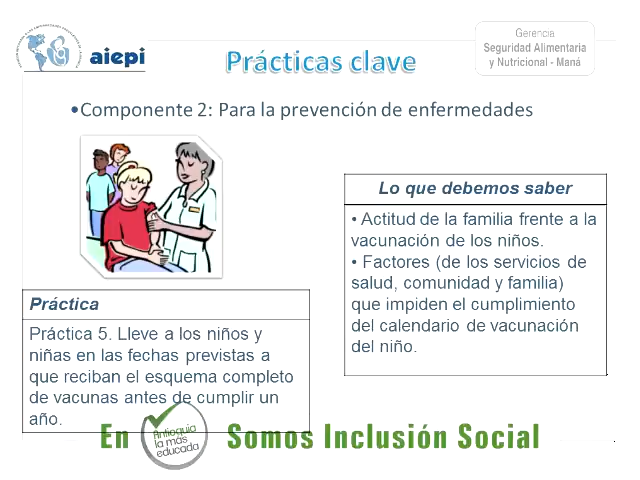 aiepi
Prácticas clave
Gerencia
Seguridad Alimentaria
y Nutricional - Maná
•Componente 2: Para la prevención de enfermedades
Lo que debemos saber
• Actitud de la familia frente a la
vacunación de los niños.
• Factores (de los servicios de
salud, comunidad y familia)
que impiden el cumplimiento
del calendario de vacunación
del niño.
Práctica
Práctica 5. Lleve a los niños y
niñas en las fechas previstas a
que reciban el esquema completo
de vacunas antes de cumplir un
año.
En Antioquia la más educada Somos Inclusión Social